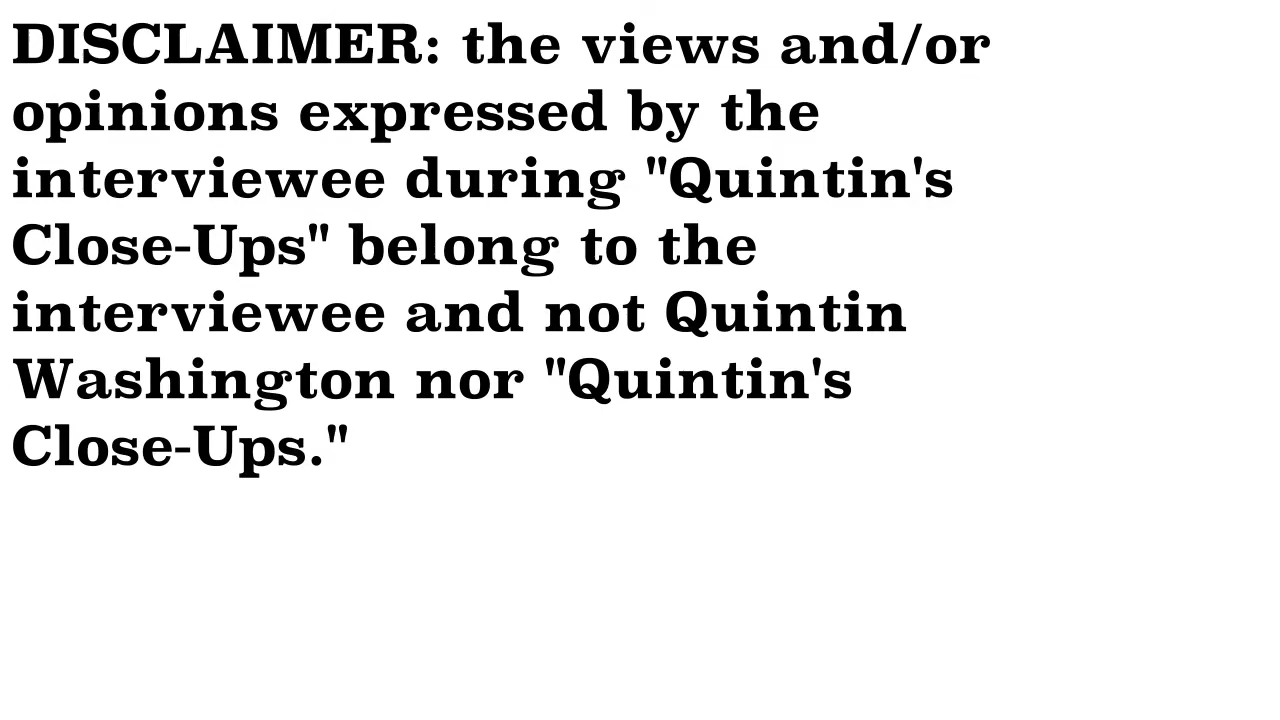 DISCLAIMER: the views and/or
opinions expressed by the
interviewee during "Quintin's
Close-Ups" belong to the
interviewee and not Quintin
Washington nor "Quintin's
Close-Ups."